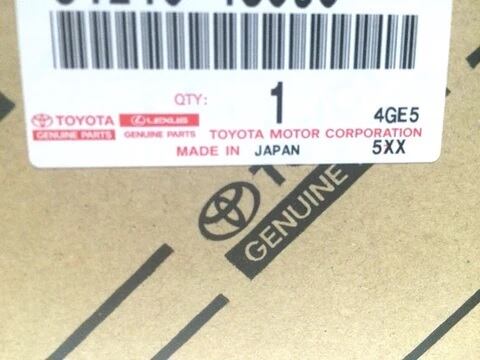 QTY: 1
TOYOTA LEXUS 4GE5
GENUINE PARTS GENUINE PARTS TOYOTA MOTOR CORPORATION
MADE IN JAPAN 5XX
GENUINE